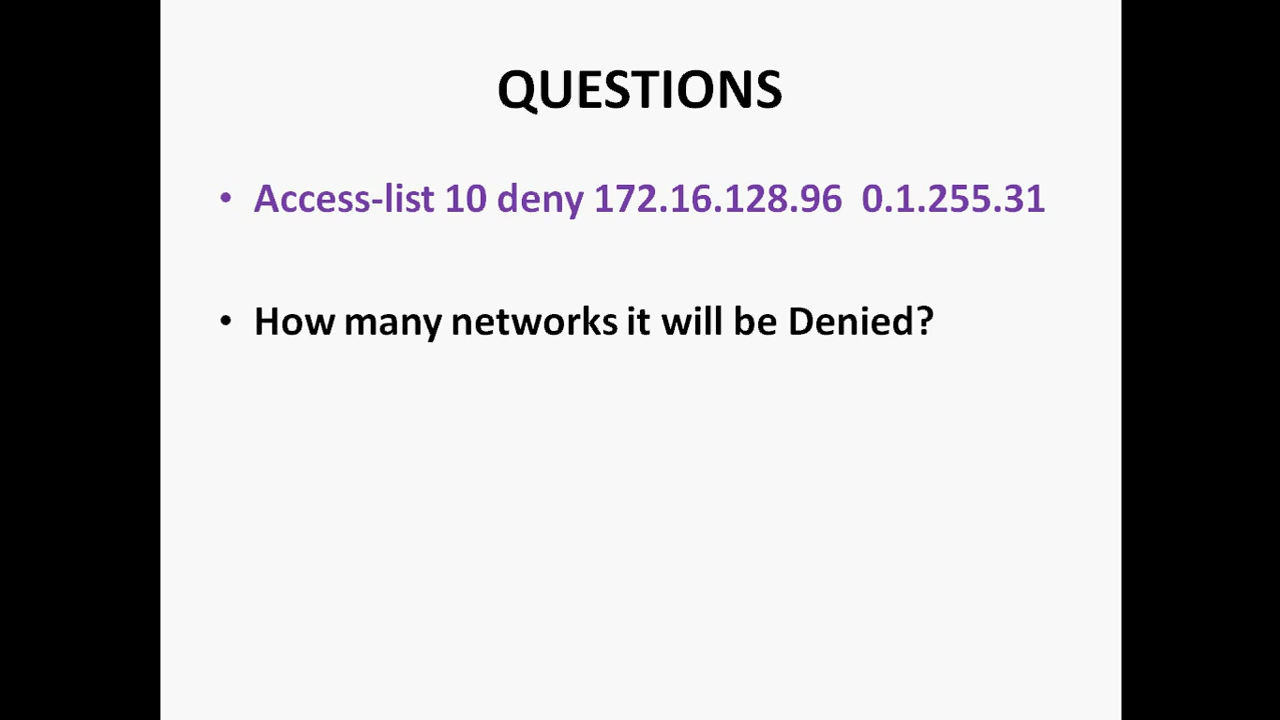 QUESTIONS
• Access-list 10 deny 172.16.128.96 0.1.255.31
• How many networks it will be Denied?